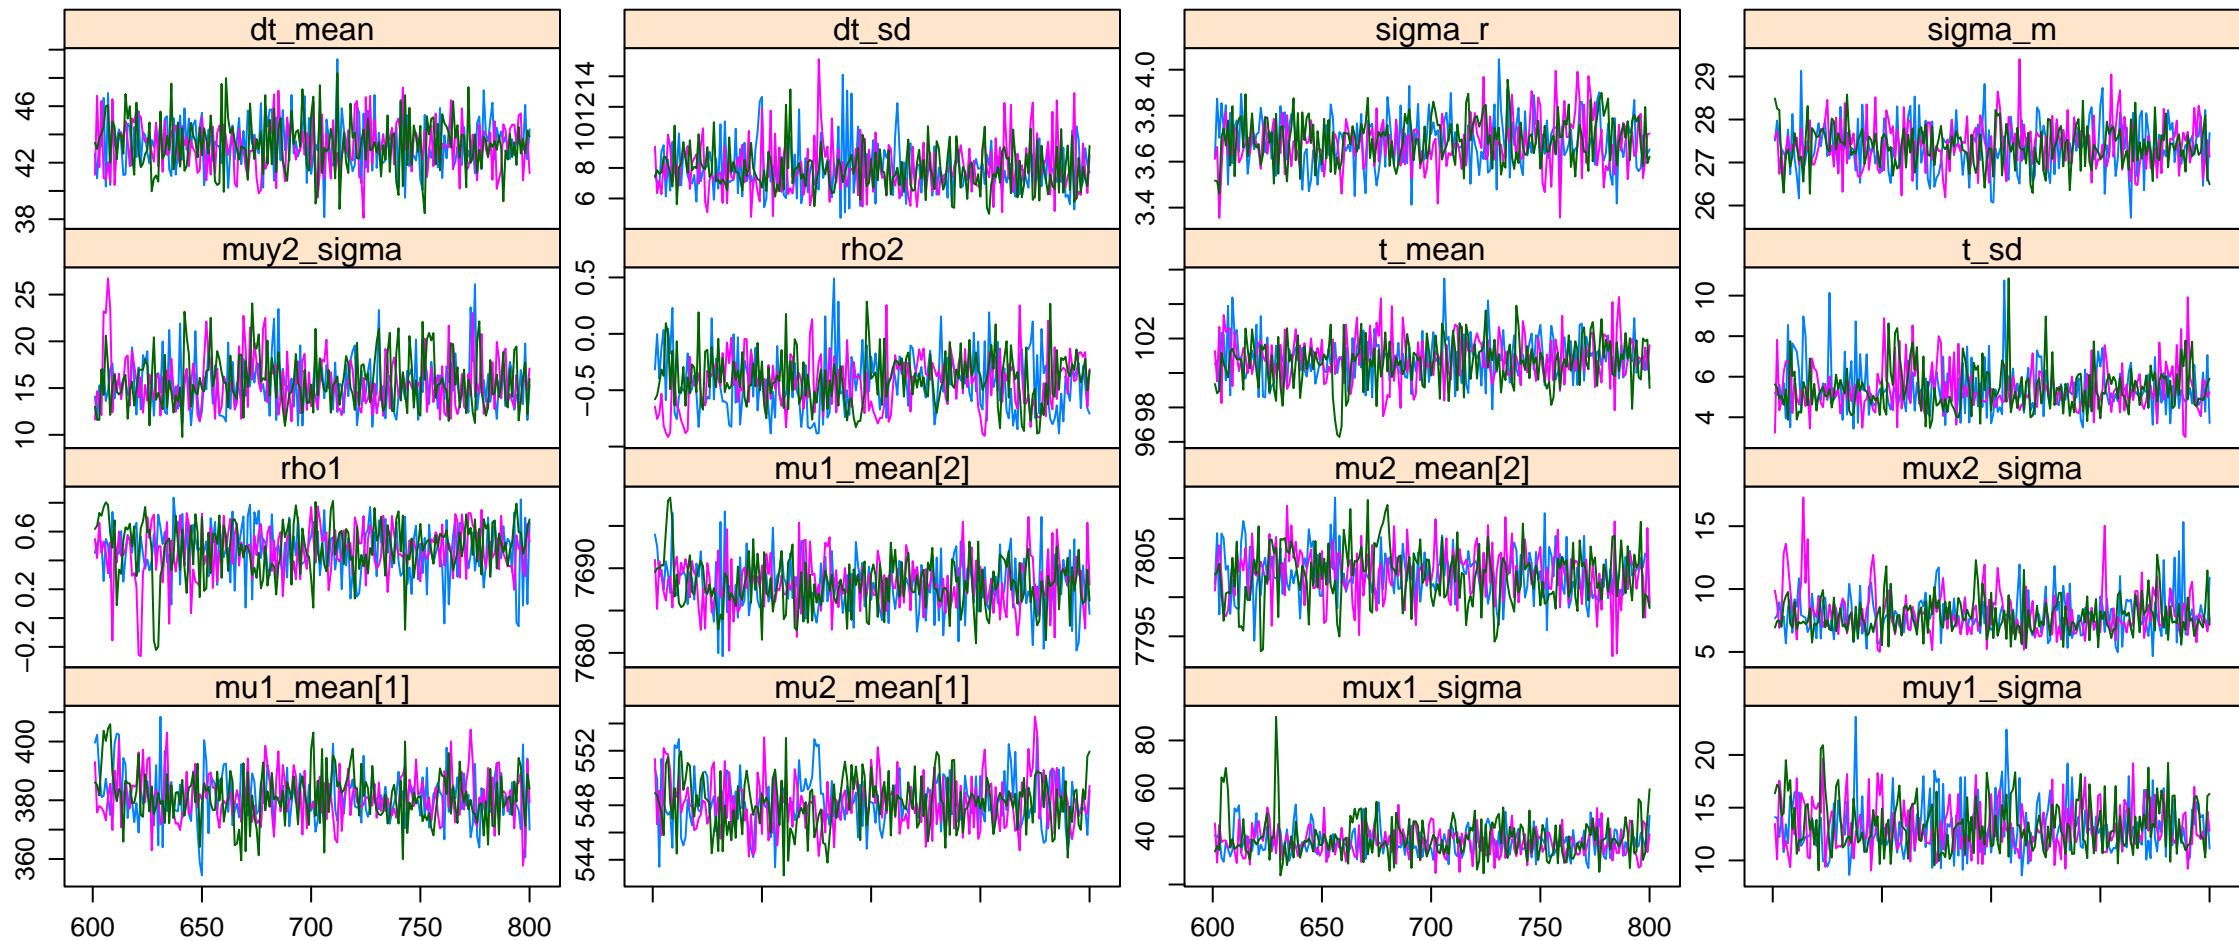 dt_mean dt_sd sigma_r sigma_m
38 42 46
6 8 10 12 14
3.4 3.6 3.8 4.0
26 27 28 29
muy2_sigma rho2 t_mean t_sd
10 15 20 25
−0.5 0.0 0.5
96 98 102
4 6 8 10
rho1 mu1_mean[2] mu2_mean[2] mux2_sigma
−0.2 0.2 0.6
7680 7690
7795 7805
5 10 15
mu1_mean[1] mu2_mean[1] mux1_sigma muy1_sigma
360 380 400
544 548 552
40 60 80
10 15 20
600 650 700 750 800
600 650 700 750 800